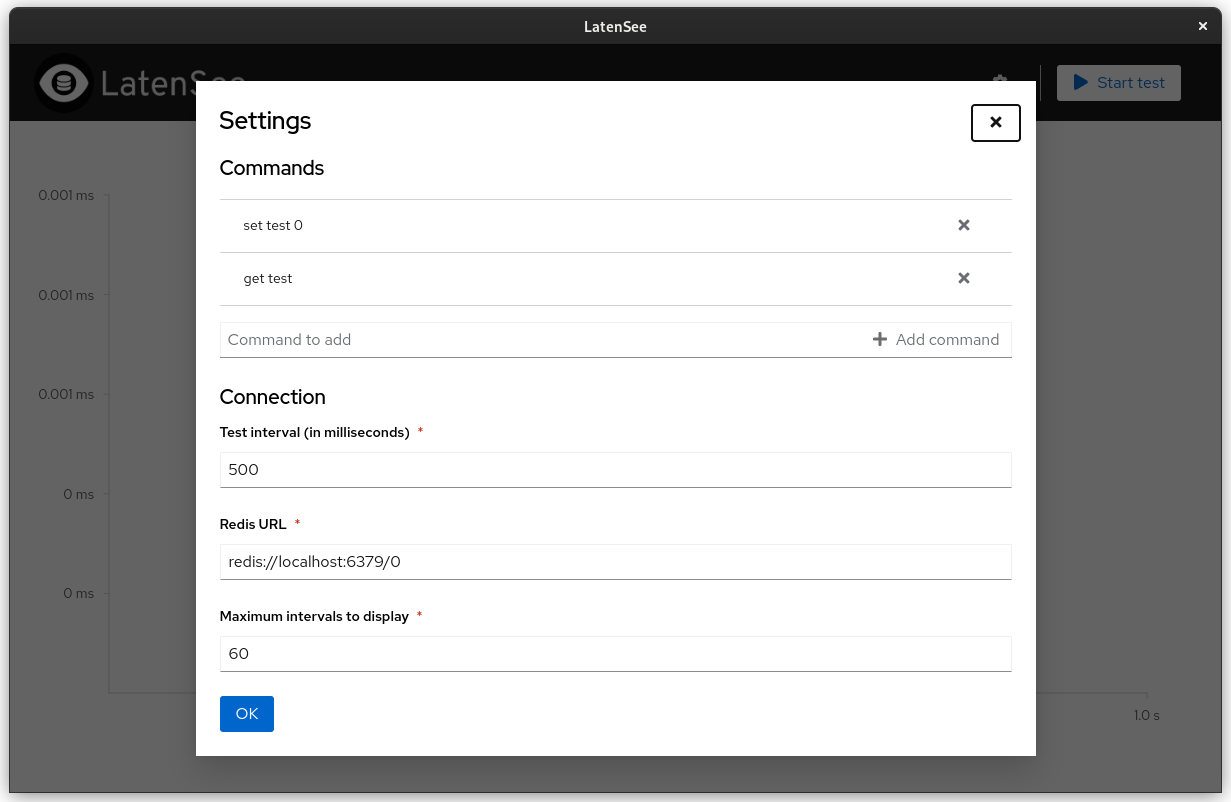 LatenSee
LatenSee
Start test
Settings
Commands
set test 0
get test
Command to add
Add command
Connection
Test interval (in milliseconds) *
500
Redis URL *
redis://localhost:6379/0
Maximum intervals to display *
60
OK
0.001 ms
0.001 ms
0.001 ms
0 ms
0 ms
1.0 s